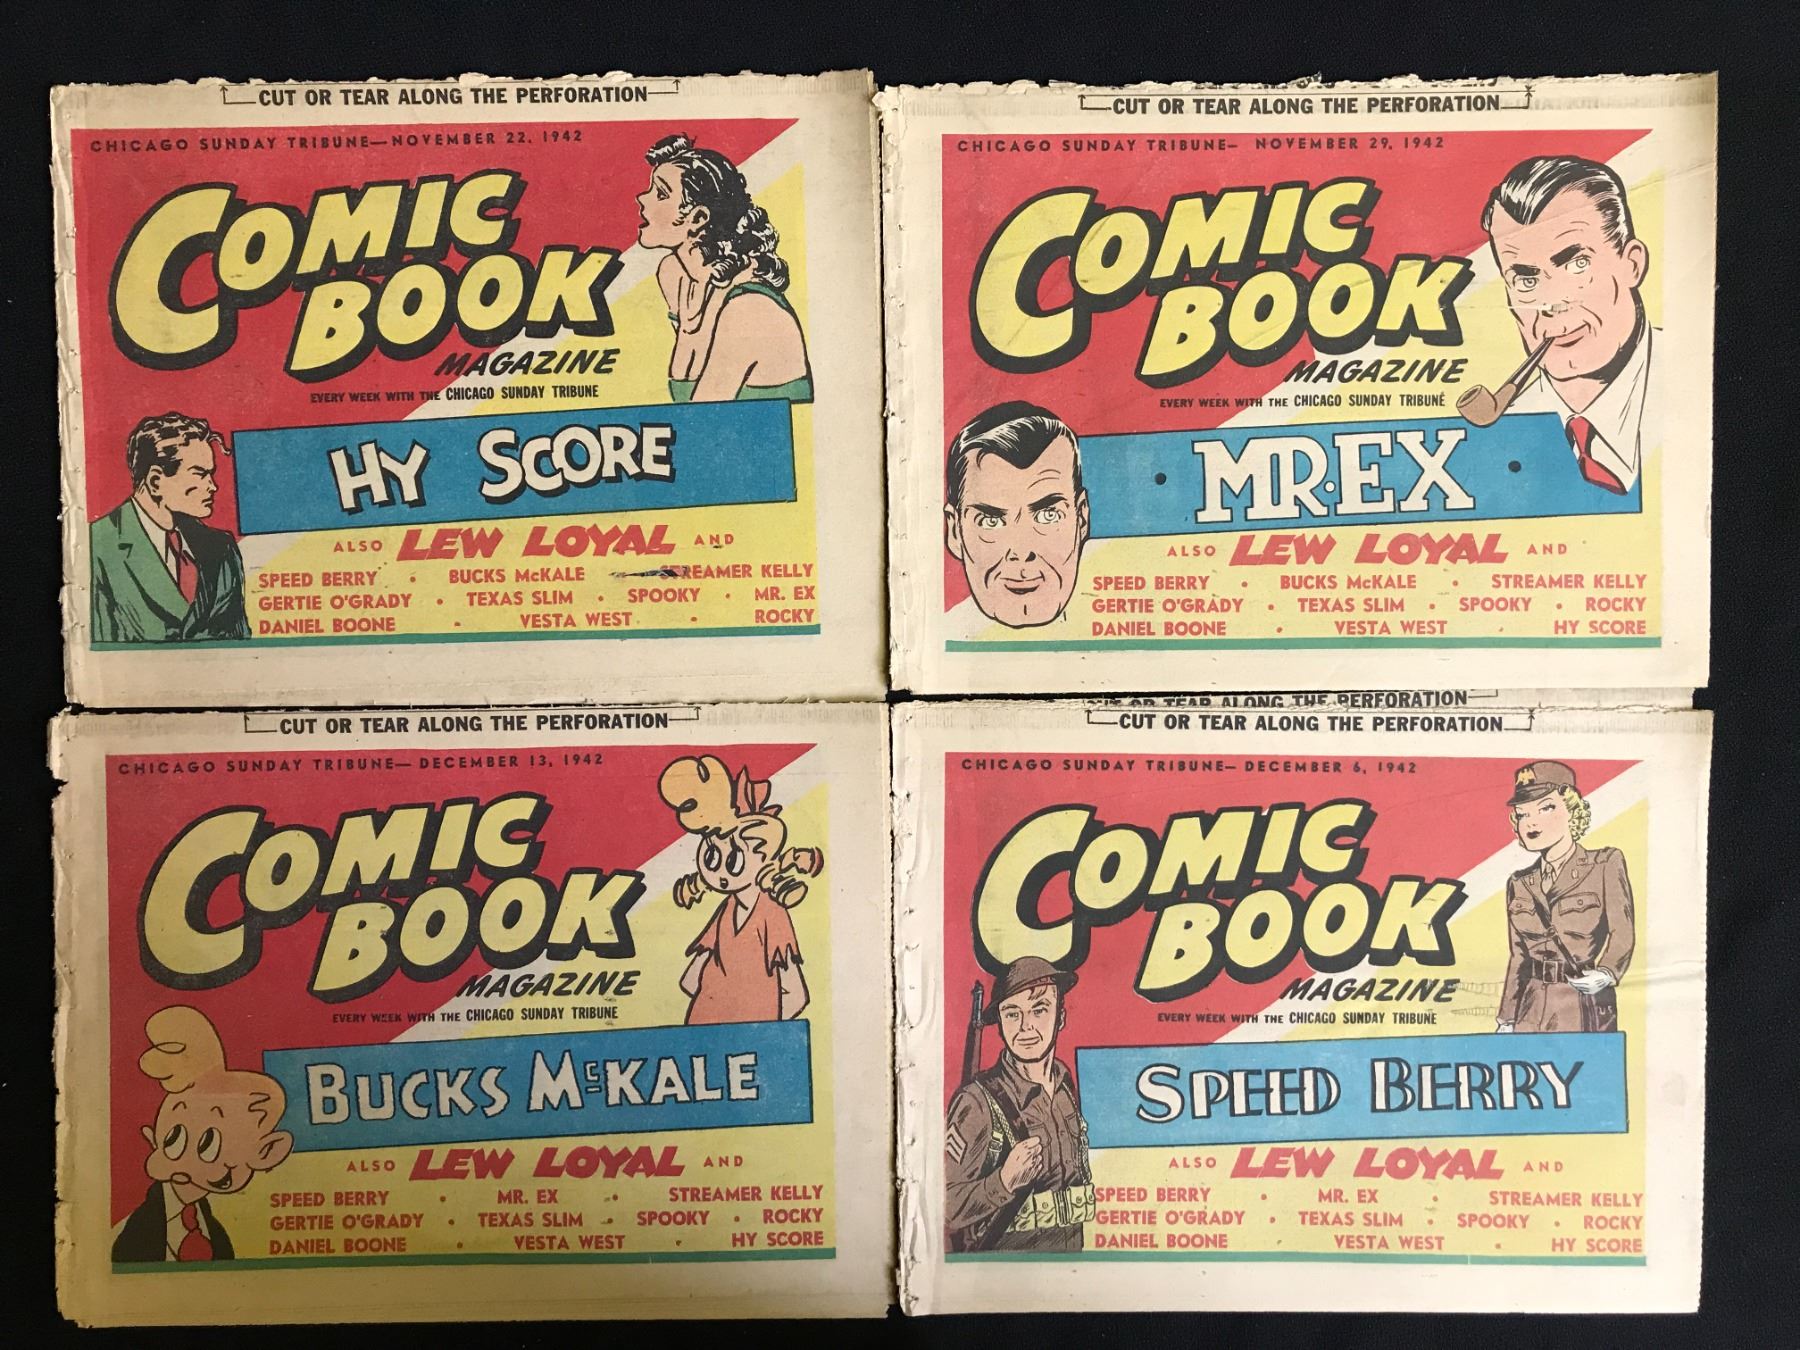 CUT OR TEAR ALONG THE PERFORATION
CHICAGO SUNDAY TRIBUNE—NOVEMBER 22, 1942
COMIC
BOOK
MAGAZINE
EVERY WEEK WITH THE CHICAGO SUNDAY TRIBUNE
HY SCORE
ALSO LEW LOYAL AND
SPEED BERRY • BUCKS McKALE STREAMER KELLY
GERTIE O'GRADY • TEXAS SLIM • SPOOKY • MR. EX
DANIEL BOONE • VESTA WEST • ROCKY
CUT OR TEAR ALONG THE PERFORATION
CHICAGO SUNDAY TRIBUNE— NOVEMBER 29, 1942
COMIC
BOOK
MAGAZINE
EVERY WEEK WITH THE CHICAGO SUNDAY TRIBUNE
• MR. EX •
ALSO LEW LOYAL AND
SPEED BERRY • BUCKS McKALE • STREAMER KELLY
GERTIE O'GRADY • TEXAS SLIM • SPOOKY • ROCKY
DANIEL BOONE • VESTA WEST • HY SCORE
CUT OR TEAR ALONG THE PERFORATION
CHICAGO SUNDAY TRIBUNE— DECEMBER 13, 1942
COMIC
BOOK
MAGAZINE
EVERY WEEK WITH THE CHICAGO SUNDAY TRIBUNE
BUCKS McKALE
ALSO LEW LOYAL AND
SPEED BERRY • MR. EX • STREAMER KELLY
GERTIE O'GRADY • TEXAS SLIM • SPOOKY • ROCKY
DANIEL BOONE • VESTA WEST • HY SCORE
CUT OR TEAR ALONG THE PERFORATION
CUT OR TEAR ALONG THE PERFORATION
CHICAGO SUNDAY TRIBUNE— DECEMBER 6, 1942
COMIC
BOOK
MAGAZINE
EVERY WEEK WITH THE CHICAGO SUNDAY TRIBUNE
U.S.
SPEED BERRY
ALSO LEW LOYAL AND
SPEED BERRY • MR. EX • STREAMER KELLY
GERTIE O'GRADY • TEXAS SLIM • SPOOKY • ROCKY
DANIEL BOONE • VESTA WEST • HY SCORE